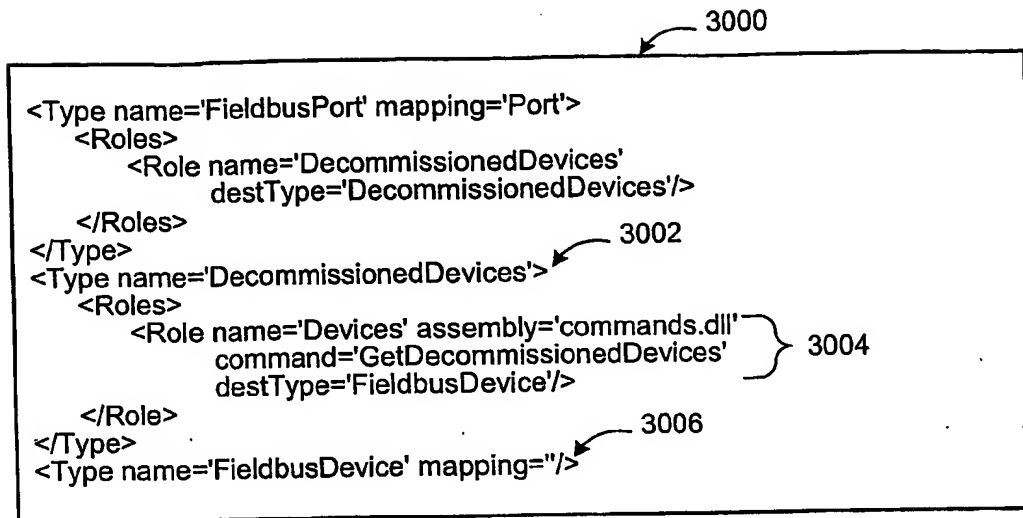 3000
<Type name='FieldbusPort' mapping='Port'>
<Roles>
<Role name='DecommissionedDevices'
destType='DecommissionedDevices'/>
</Roles>
</Type>
3002
<Type name='DecommissionedDevices'>
<Roles>
<Role name='Devices' assembly='commands.dll'
command='GetDecommissionedDevices'
destType='FieldbusDevice'/>
3004
</Role>
</Type>
3006
<Type name='FieldbusDevice' mapping=''/>